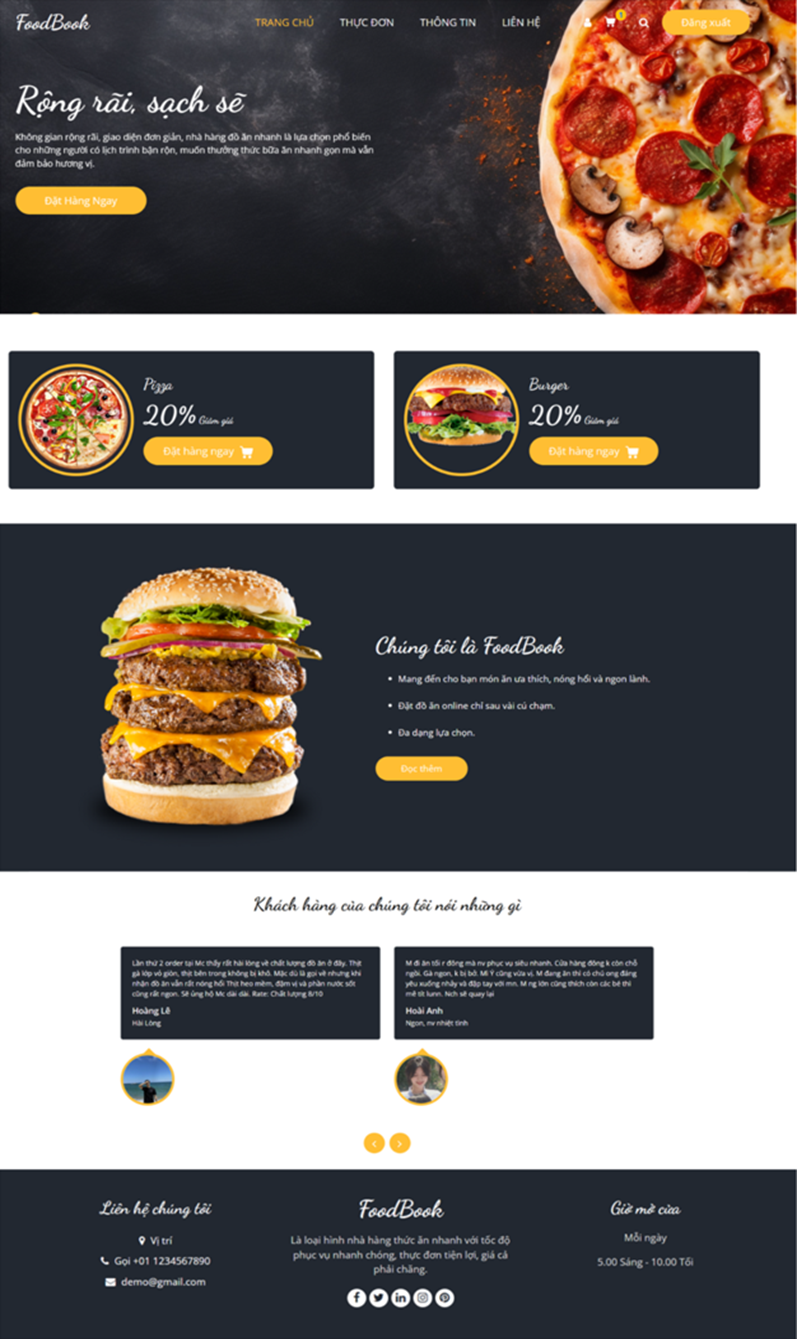 FoodBook
TRANG CHỦ
THỰC ĐƠN
THÔNG TIN
LIÊN HỆ
1
Đăng xuất
Rộng rãi, sạch sẽ
Không gian rộng rãi, giao diện đơn giản, nhà hàng đồ ăn nhanh là lựa chọn phổ biến
cho những người có lịch trình bận rộn, muốn thưởng thức bữa ăn nhanh gọn mà vẫn
đảm bảo hương vị.
Đặt Hàng Ngay
Pizza
20% Giảm giá
Đặt hàng ngay
Burger
20% Giảm giá
Đặt hàng ngay
Chúng tôi là FoodBook
Mang đến cho bạn món ăn ưa thích, nóng hổi và ngon lành.
Đặt đồ ăn online chỉ sau vài cú chạm.
Đa dạng lựa chọn.
Đọc thêm
Khách hàng của chúng tôi nói những gì
Lần thứ 2 order tại Mc thấy rất hài lòng về chất lượng đồ ăn ở đây. Thịt
gà lớp vỏ giòn, thịt bên trong không bị khô. Mặc dù là gọi về nhưng khi
nhận đồ ăn vẫn rất nóng hổi Thịt heo mềm, đậm vị và phần nước sốt
cũng rất ngon. Sẽ ủng hộ Mc dài dài. Rate: Chất lượng 8/10
Hoàng Lê
Hài Lòng
M đi ăn tối r đông mà nv phục vụ siêu nhanh. Cửa hàng đông k còn chỗ
ngồi. Gà ngon, k bị bở. Mì Ý cũng vừa vị. M đang ăn thì có chú ong đáng
yêu xuống nhảy và đập tay với mn. M ng lớn cũng thích còn các bé thì
mê tít lunn. Nch sẽ quay lại
Hoài Anh
Ngon, nv nhiệt tình
Liên hệ chúng tôi
Vị trí
Gọi +01 1234567890
demo@gmail.com
FoodBook
Là loại hình nhà hàng thức ăn nhanh với tốc độ
phục vụ nhanh chóng, thực đơn tiện lợi, giá cả
phải chăng.
Giờ mở cửa
Mỗi ngày
5.00 Sáng - 10.00 Tối